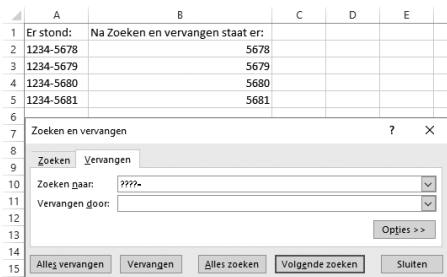 A B C D E
1 Er stond: Na Zoeken en vervangen staat er:
2 1234-5678 5678
3 1234-5679 5679
4 1234-5680 5680
5 1234-5681 5681
6
7 Zoeken en vervangen ? ×
8
9 Zoeken Vervangen
10 Zoeken naar: ????-
11 Vervangen door:
12
13 Opties >>
14
15 Alles vervangen Vervangen Alles zoeken Volgende zoeken Sluiten